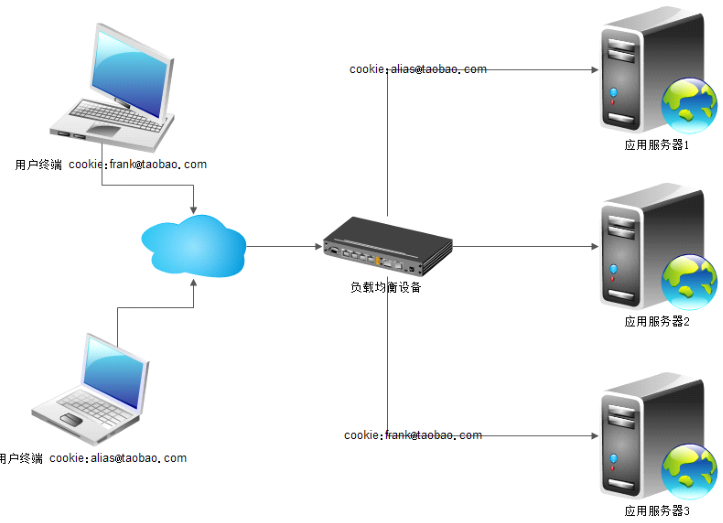 cookie:alias@taobao.com
应用服务器1
用户终端 cookie:frank@taobao.com
负载均衡设备
应用服务器2
cookie:frank@taobao.com
用户终端 cookie:alias@taobao.com
应用服务器3